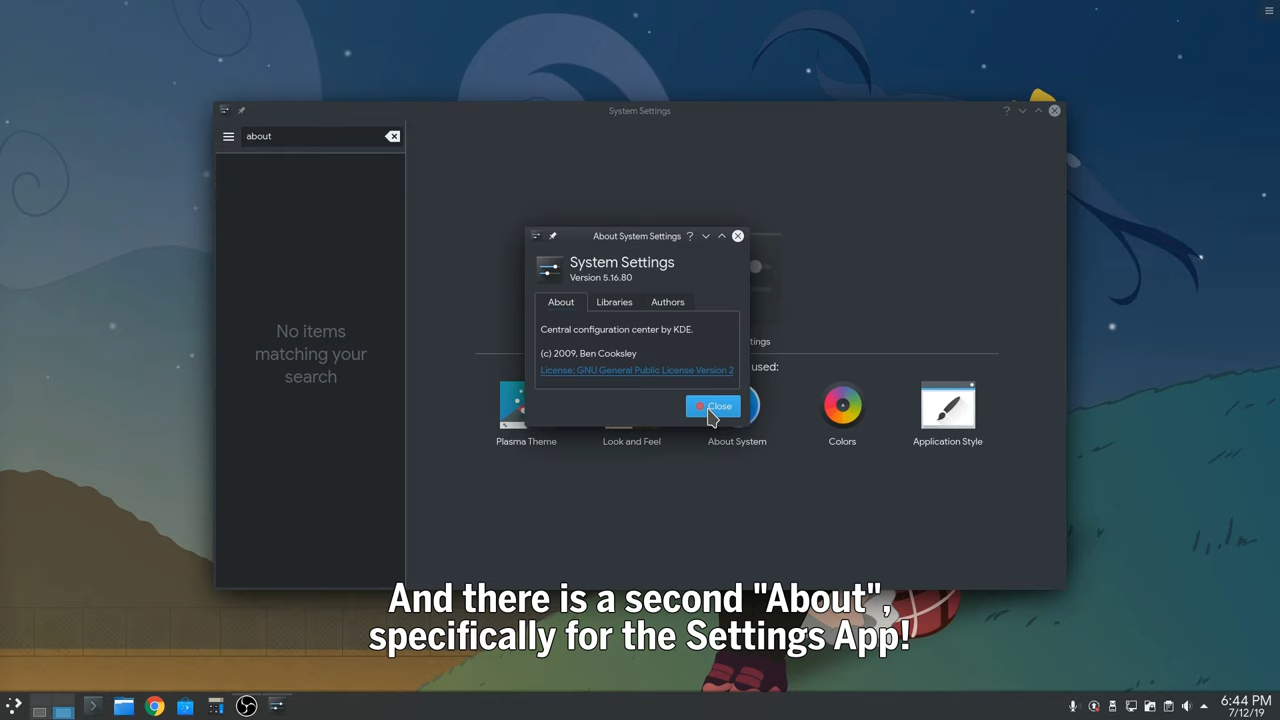 System Settings
about
No items
matching your
search
About System Settings
System Settings
Version 5.16.80
About
Libraries
Authors
Central configuration center by KDE.
(c) 2009, Ben Cooksley
License: GNU General Public License Version 2
Close
tings
used:
Plasma Theme
Look and Feel
About System
Colors
Application Style
And there is a second "About",
specifically for the Settings App!
6:44 PM
7/12/19